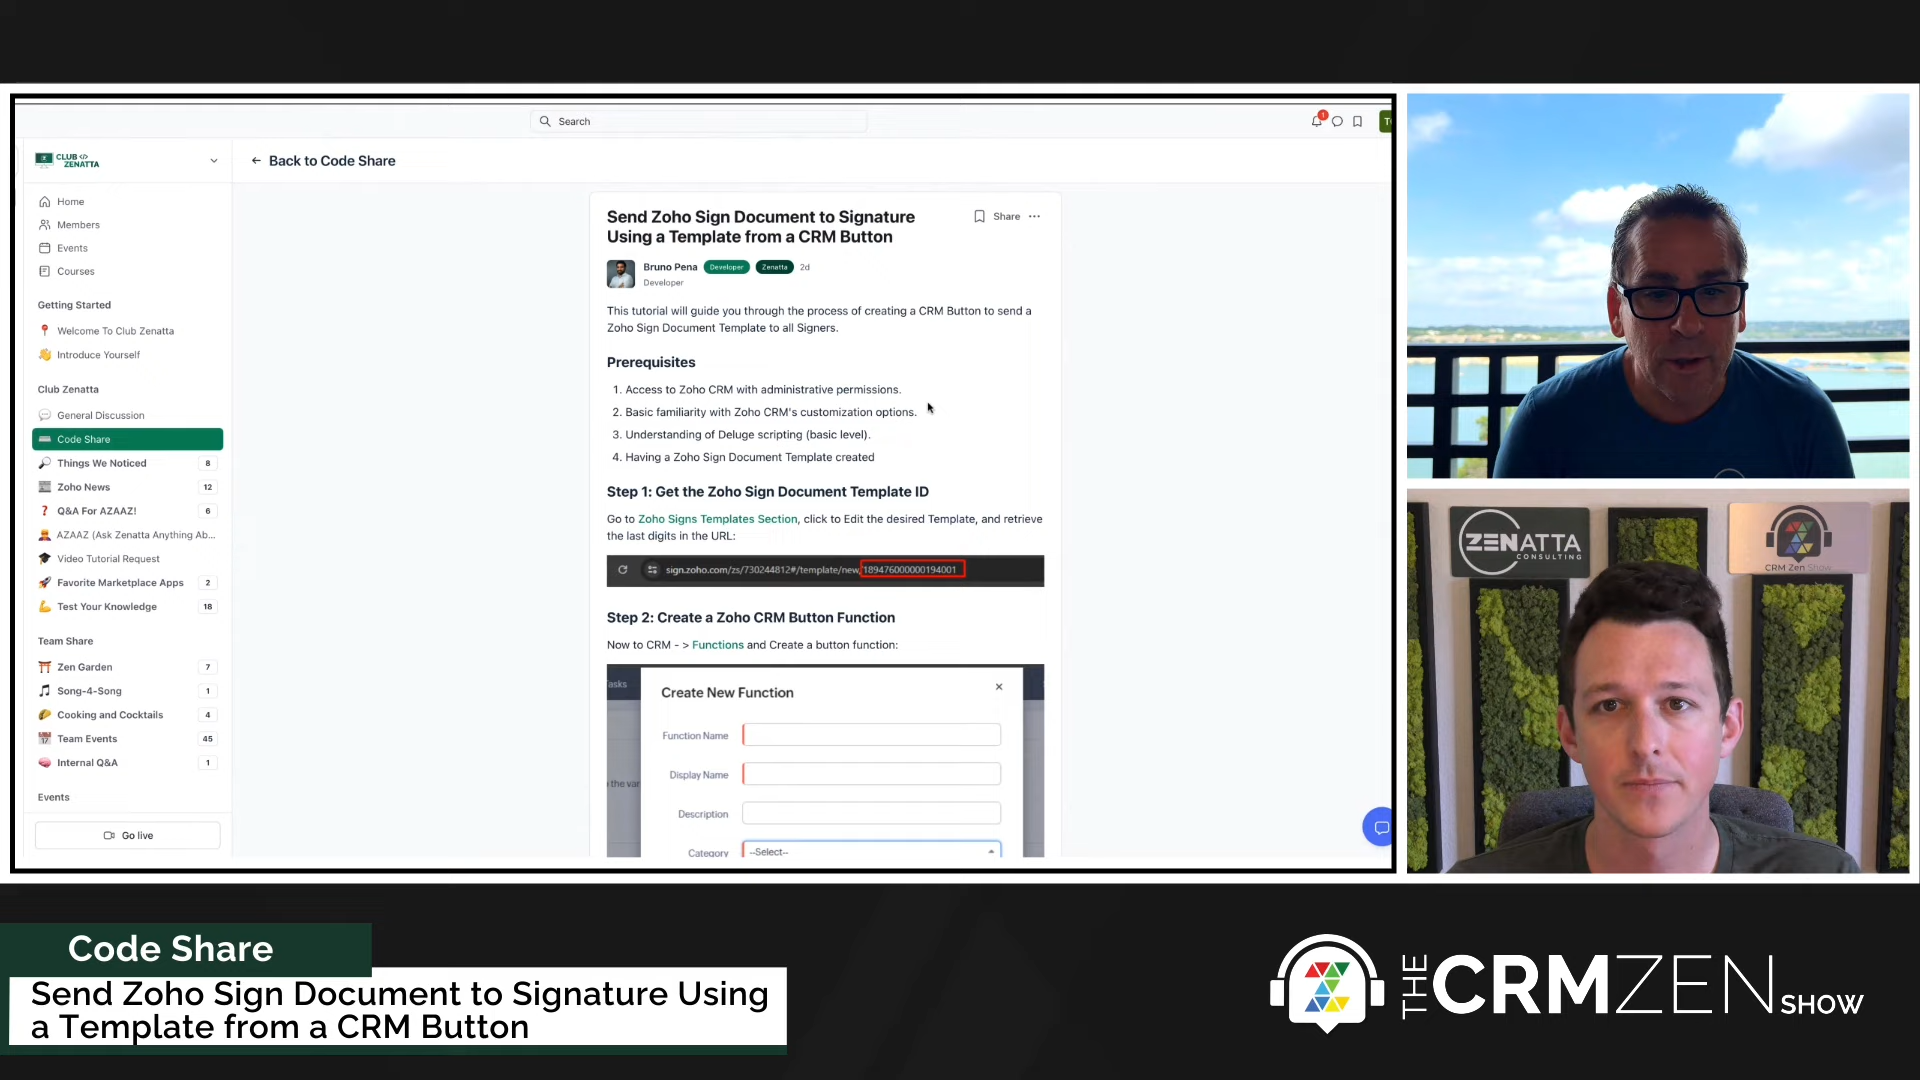 Search
1
CLUB
ZENATTA
Back to Code Share
Home
Members
Events
Courses
Getting Started
Welcome To Club Zenatta
Introduce Yourself
Club Zenatta
General Discussion
Code Share
Things We Noticed 8
Zoho News 12
Q&A For AZAAZ! 6
AZAAZ (Ask Zenatta Anything Ab...
Video Tutorial Request
Favorite Marketplace Apps 2
Test Your Knowledge 18
Team Share
Zen Garden 7
Song-4-Song 1
Cooking and Cocktails 4
Team Events 45
Internal Q&A 1
Events
Go live
Send Zoho Sign Document to Signature
Using a Template from a CRM Button
Share
Bruno Pena Developer Zenatta 2d
Developer
This tutorial will guide you through the process of creating a CRM Button to send a
Zoho Sign Document Template to all Signers.
Prerequisites
1. Access to Zoho CRM with administrative permissions.
2. Basic familiarity with Zoho CRM's customization options.
3. Understanding of Deluge scripting (basic level).
4. Having a Zoho Sign Document Template created
Step 1: Get the Zoho Sign Document Template ID
Go to Zoho Signs Templates Section, click to Edit the desired Template, and retrieve
the last digits in the URL:
sign.zoho.com/zs/730244812#/template/new/189476000000194001
Step 2: Create a Zoho CRM Button Function
Now to CRM - > Functions and Create a button function:
Tasks
the var
Create New Function
Function Name
Display Name
Description
Category --Select--
ZENATTA
CONSULTING
CRM Zen Show
Code Share
Send Zoho Sign Document to Signature Using
a Template from a CRM Button
THE CRMZEN SHOW